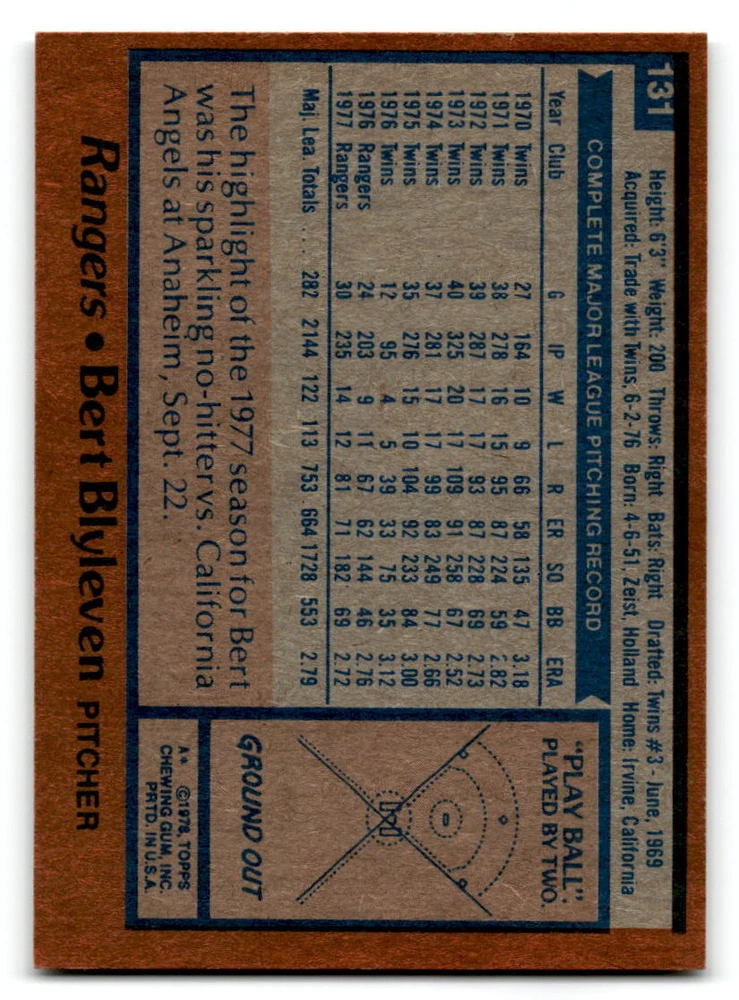 131
Height: 6'3" Weight: 200 Throws: Right Bats: Right Drafted: Twins #3 - June, 1969
Acquired: Trade with Twins, 6-2-76 Born: 4-6-51, Zeist, Holland Home: Irvine, California
COMPLETE MAJOR LEAGUE PITCHING RECORD
Year Club G IP W L R ER SO BB ERA
1970 Twins 27 164 10 9 66 58 135 47 3.18
1971 Twins 38 278 16 15 95 87 224 59 2.82
1972 Twins 39 287 17 17 93 87 228 69 2.73
1973 Twins 40 325 20 17 109 91 258 67 2.52
1974 Twins 37 281 17 17 99 83 249 77 2.66
1975 Twins 35 276 15 10 104 92 233 84 3.00
1976 Twins 12 95 4 5 39 33 75 35 3.12
1976 Rangers 24 203 9 11 67 62 144 46 2.76
1977 Rangers 30 235 14 12 81 71 182 69 2.72
Maj. Lea. Totals .... 282 2144 122 113 753 664 1728 553 2.79
The highlight of the 1977 season for Bert
was his sparkling no-hitter vs. California
Angels at Anaheim, Sept. 22.
"PLAY BALL".
PLAYED BY TWO.
GROUND OUT
A* ©1978, TOPPS
CHEWING GUM, INC.
PRTD. IN U.S.A.
Rangers • Bert Blyleven PITCHER